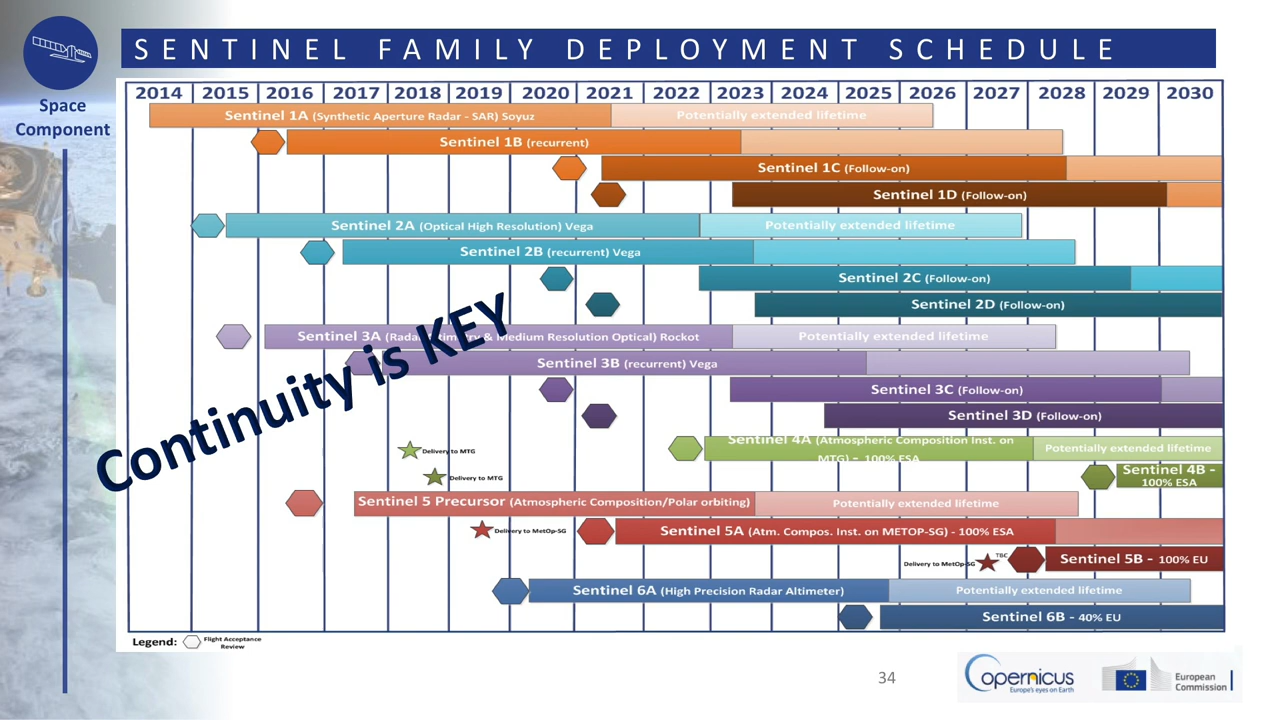 SENTINEL FAMILY DEPLOYMENT SCHEDULE
Space
Component
2014 2015 2016 2017 2018 2019 2020 2021 2022 2023 2024 2025 2026 2027 2028 2029 2030
Sentinel 1A (Synthetic Aperture Radar - SAR) Soyuz Potentially extended lifetime
Sentinel 1B (recurrent)
Sentinel 1C (Follow-on)
Sentinel 1D (Follow-on)
Sentinel 2A (Optical High Resolution) Vega Potentially extended lifetime
Sentinel 2B (recurrent) Vega
Sentinel 2C (Follow-on)
Sentinel 2D (Follow-on)
Sentinel 3A & Medium Resolution Optical) Rockot Potentially extended lifetime
Sentinel 3B (recurrent) Vega
Sentinel 3C (Follow-on)
Sentinel 3D (Follow-on)
Continuity is KEY
Delivery to MTG
Sentinel 4A (Atmospheric Composition Inst. on
MTG) - 100% ESA
Potentially extended lifetime
Delivery to MTG
Sentinel 4B -
100% ESA
Sentinel 5 Precursor (Atmospheric Composition/Polar orbiting) Potentially extended lifetime
Delivery to MetOp-SG Sentinel 5A (Atm. Compos. Inst. on METOP-SG) - 100% ESA
Delivery to MetOp-SG TBC Sentinel 5B - 100% EU
Sentinel 6A (High Precision Radar Altimeter) Potentially extended lifetime
Sentinel 6B - 40% EU
Legend: Flight Acceptance
Review
34
Copernicus
Europe's eyes on Earth
European
Commission